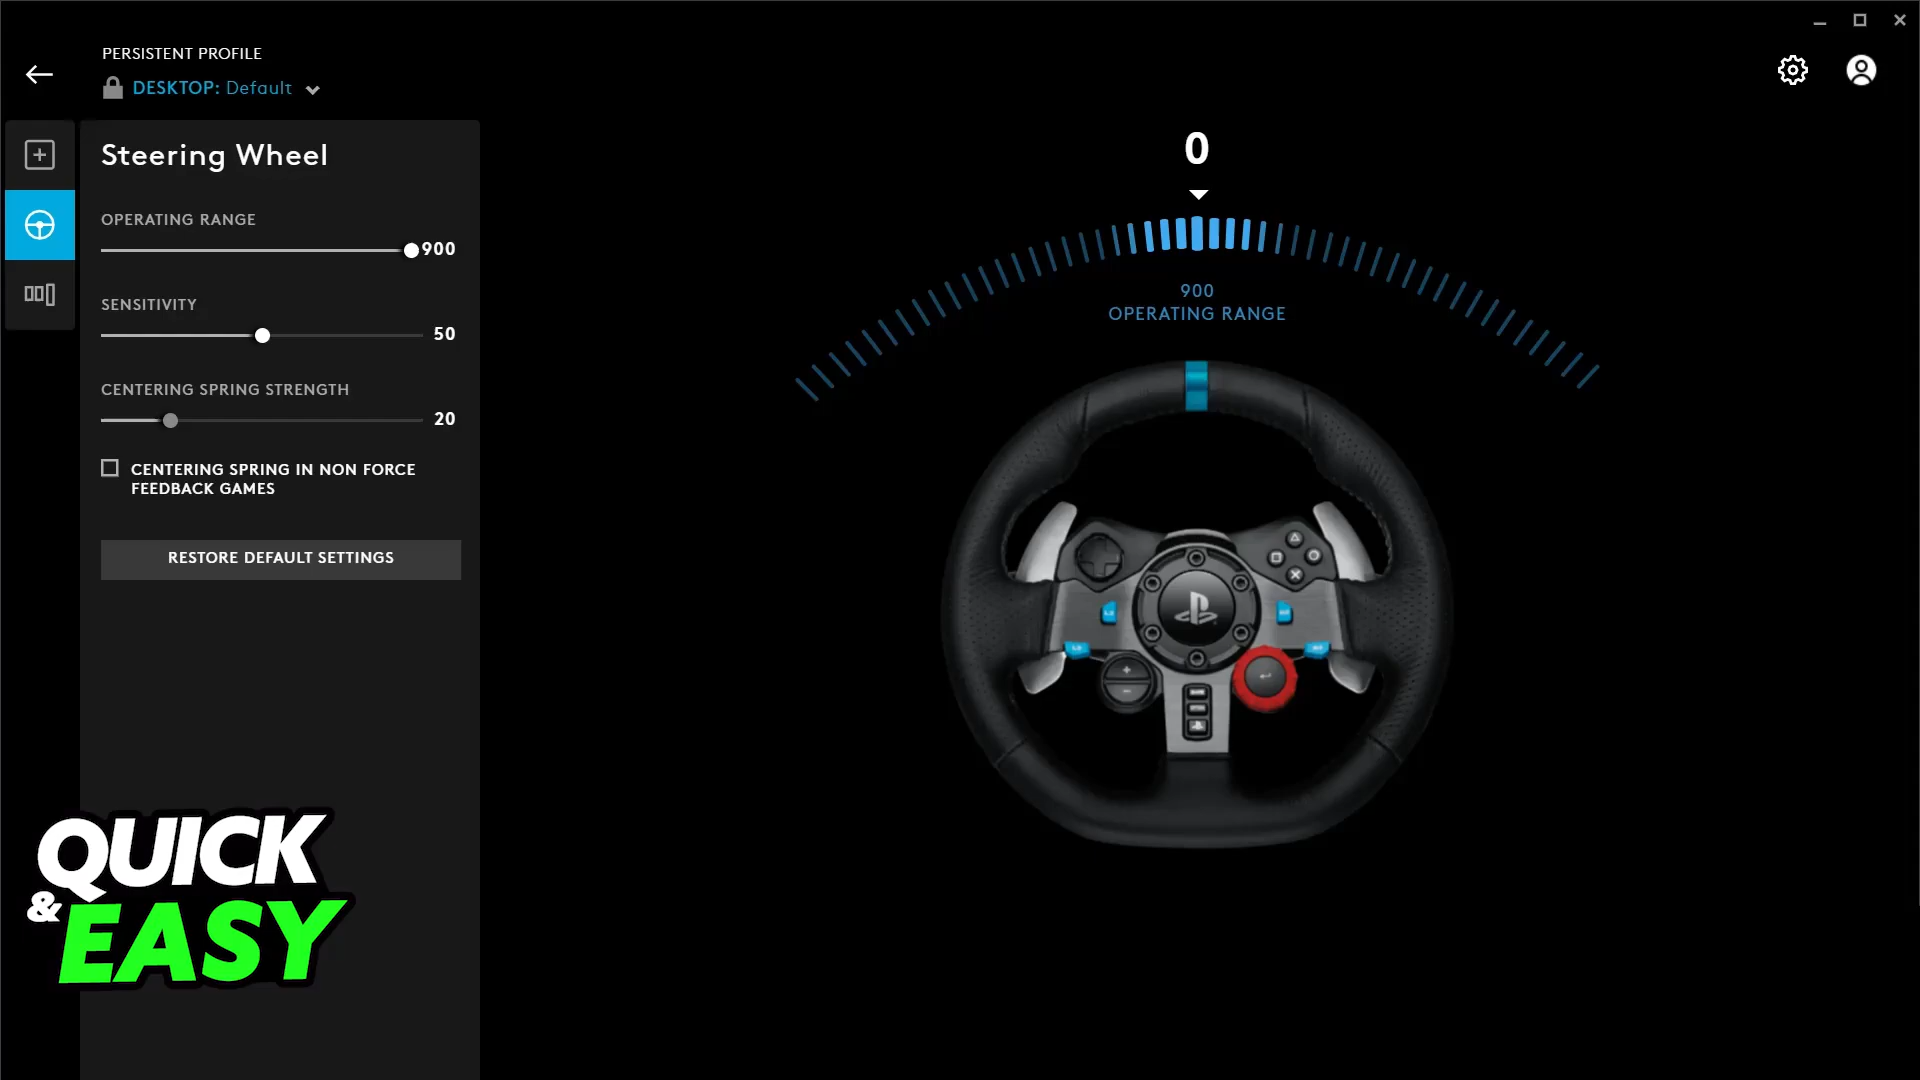 PERSISTENT PROFILE
DESKTOP: Default
Steering Wheel
OPERATING RANGE
900
SENSITIVITY
50
CENTERING SPRING STRENGTH
20
CENTERING SPRING IN NON FORCE
FEEDBACK GAMES
RESTORE DEFAULT SETTINGS
0
900
OPERATING RANGE
QUICK
&EASY